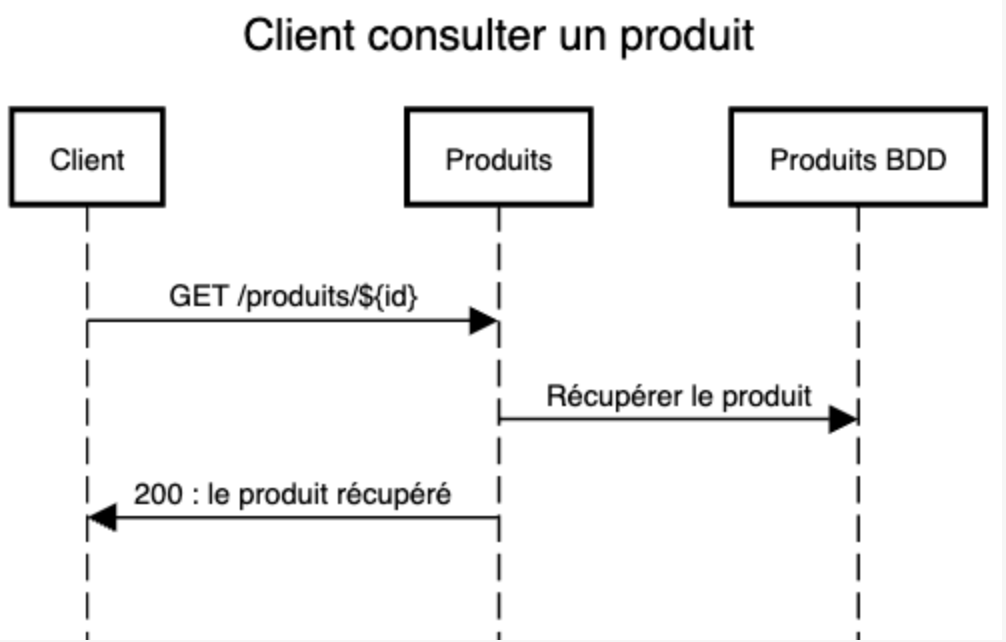 Client consulter un produit
Client
Produits
Produits BDD
GET /produits/${id}
Récupérer le produit
200 : le produit récupéré